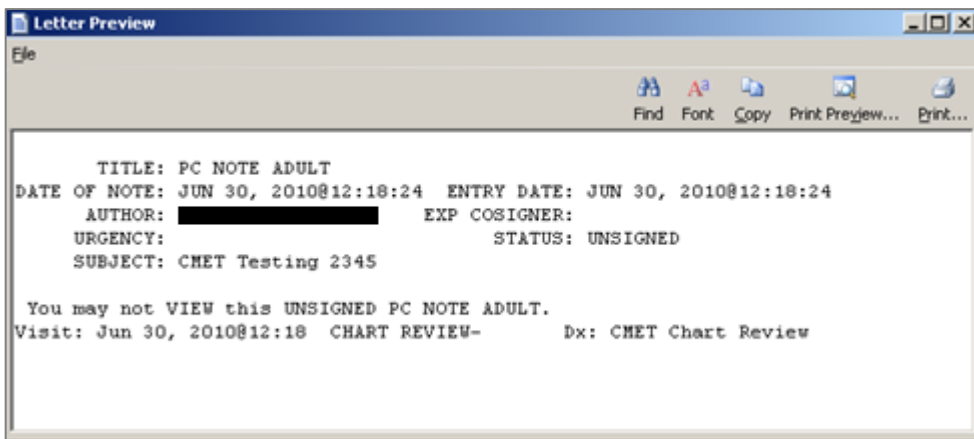 Letter Preview
File
Find Font Copy Print Preview... Print...
TITLE: PC NOTE ADULT
DATE OF NOTE: JUN 30, 2010@12:18:24 ENTRY DATE: JUN 30, 2010@12:18:24
AUTHOR: EXP COSIGNER:
URGENCY: STATUS: UNSIGNED
SUBJECT: CMET Testing 2345
You may not VIEW this UNSIGNED PC NOTE ADULT.
Visit: Jun 30, 2010@12:18 CHART REVIEW- Dx: CMET Chart Review